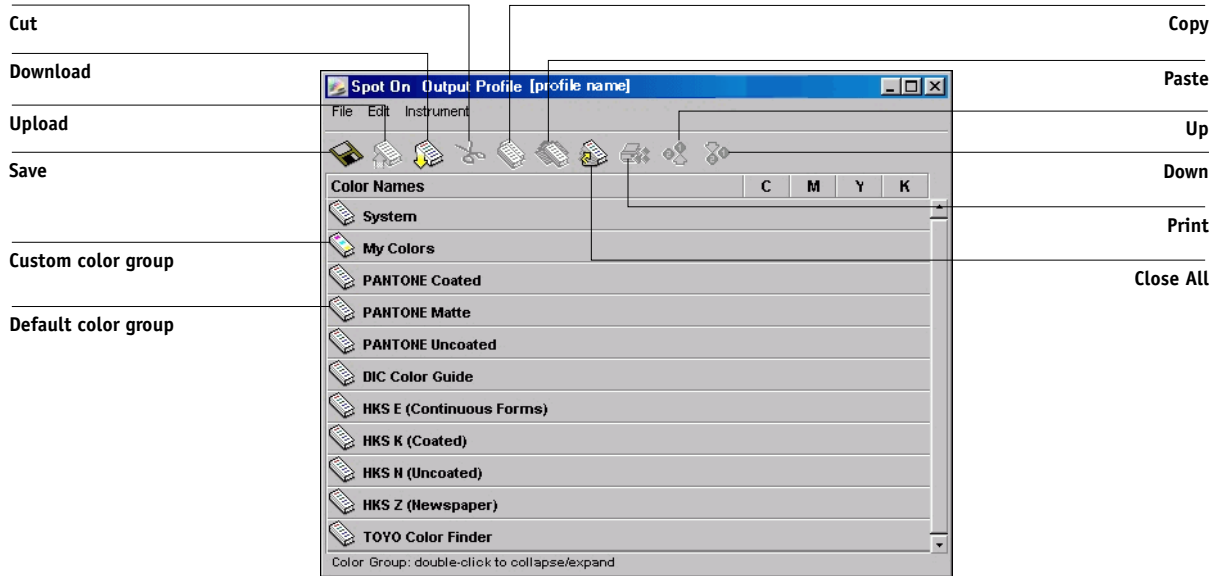 Cut
Download
Upload
Save
Custom color group
Default color group
Spot On Output Profile [profile name]
File Edit Instrument
Color Names C M Y K
System
My Colors
PANTONE Coated
PANTONE Matte
PANTONE Uncoated
DIC Color Guide
HKS E (Continuous Forms)
HKS K (Coated)
HKS N (Uncoated)
HKS Z (Newspaper)
TOYO Color Finder
Color Group: double-click to collapse/expand
Copy
Paste
Up
Down
Print
Close All